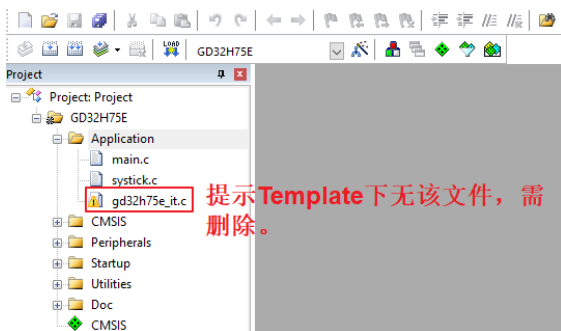 LOAD
GD32H75E
Project
Project: Project
GD32H75E
Application
main.c
systick.c
gd32h75e_it.c
提示Template下无该文件，需
删除。
CMSIS
Peripherals
Startup
Utilities
Doc
CMSIS